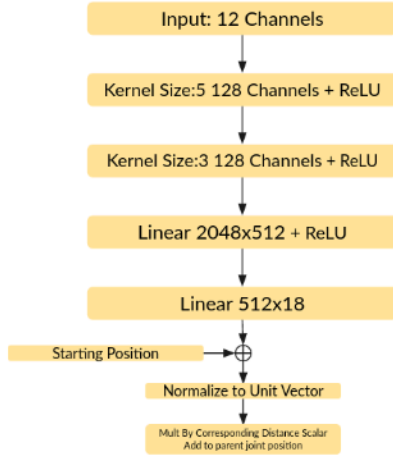 Input: 12 Channels
Kernel Size:5 128 Channels + ReLU
Kernel Size:3 128 Channels + ReLU
Linear 2048x512 + ReLU
Linear 512x18
Starting Position
Normalize to Unit Vector
Mult By Corresponding Distance Scalar
Add to parent joint position